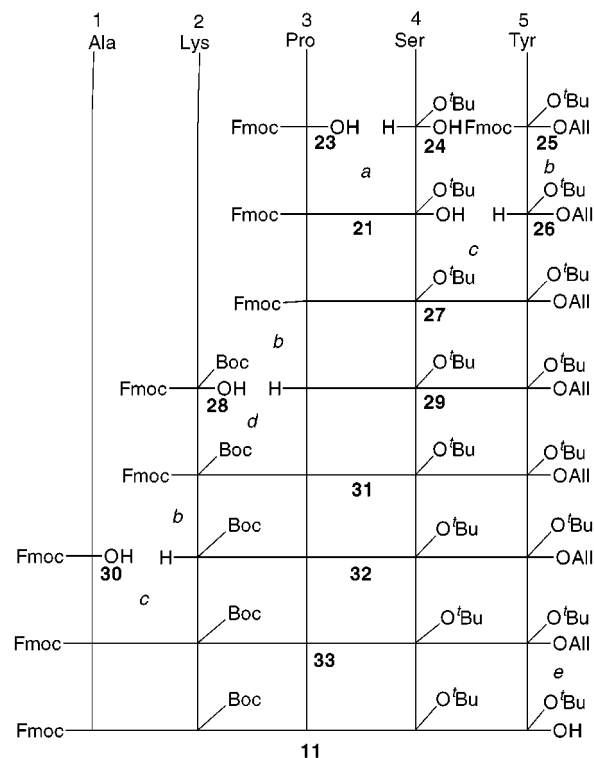 1 2 3 4 5
Ala Lys Pro Ser Tyr
OᵗBu OᵗBu
Fmoc OH H OH Fmoc OAll
23 24 25
a b
OᵗBu OᵗBu
Fmoc OH H OAll
21 26
c
OᵗBu OᵗBu
Fmoc OAll
27
b
Boc OᵗBu OᵗBu
Fmoc OH H OAll
28 29
d
Boc OᵗBu OᵗBu
Fmoc OAll
31
b
Boc OᵗBu OᵗBu
Fmoc OH H OAll
30 32
c
Boc OᵗBu OᵗBu
Fmoc OAll
33
e
Boc OᵗBu OᵗBu
Fmoc OH
11